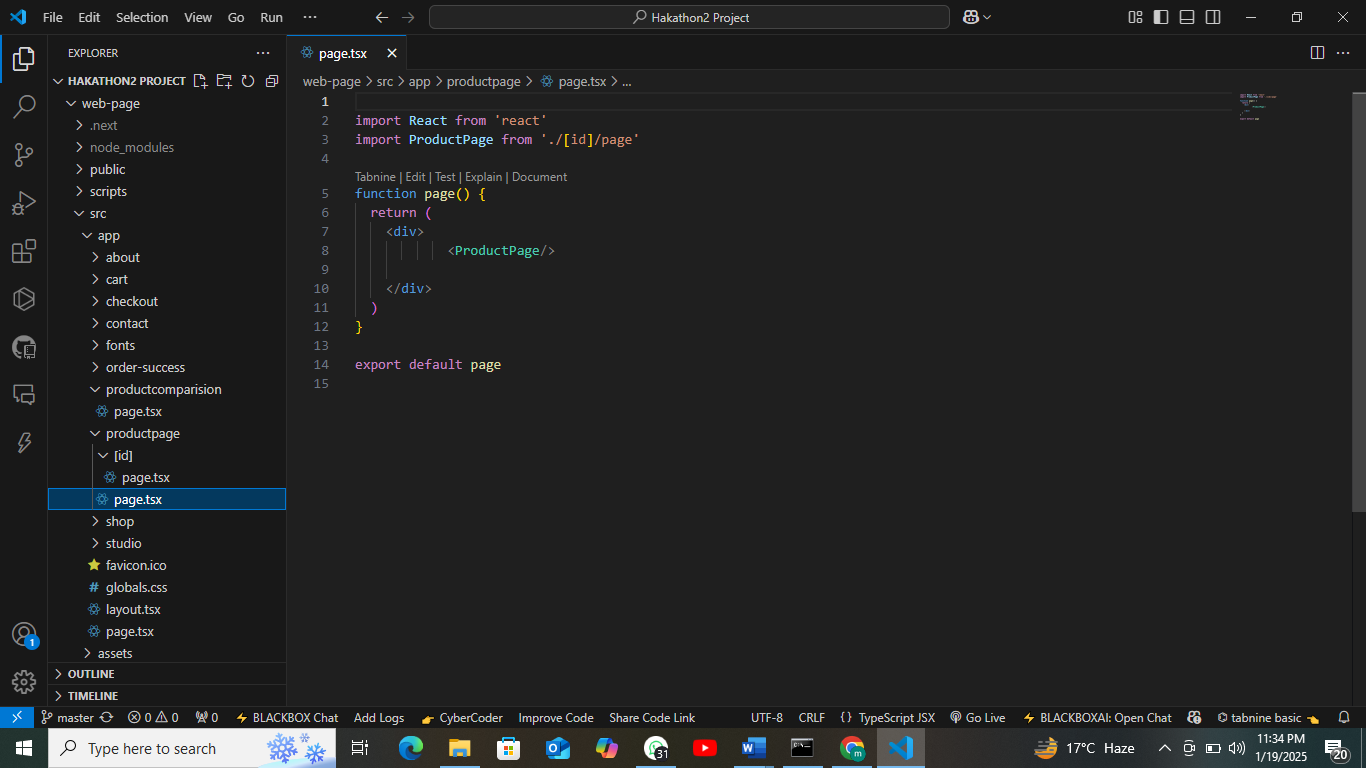 File Edit Selection View Go Run ··· Hakathon2 Project
EXPLORER ···
HAKATHON2 PROJECT
web-page
.next
node_modules
public
scripts
src
app
about
cart
checkout
contact
fonts
order-success
productcomparision
page.tsx
productpage
[id]
page.tsx
page.tsx
shop
studio
favicon.ico
# globals.css
layout.tsx
page.tsx
assets
OUTLINE
TIMELINE
1
page.tsx
web-page > src > app > productpage > page.tsx > ...
1
2 import React from 'react'
3 import ProductPage from './[id]/page'
4
Tabnine | Edit | Test | Explain | Document
5 function page() {
6 return (
7 <div>
8 <ProductPage/>
9
10 </div>
11 )
12 }
13
14 export default page
15
master 0 0 0 BLACKBOX Chat Add Logs CyberCoder Improve Code Share Code Link UTF-8 CRLF {} TypeScript JSX Go Live BLACKBOXAI: Open Chat tabnine basic
Type here to search 31 17°C Haze 11:34 PM
1/19/2025
20